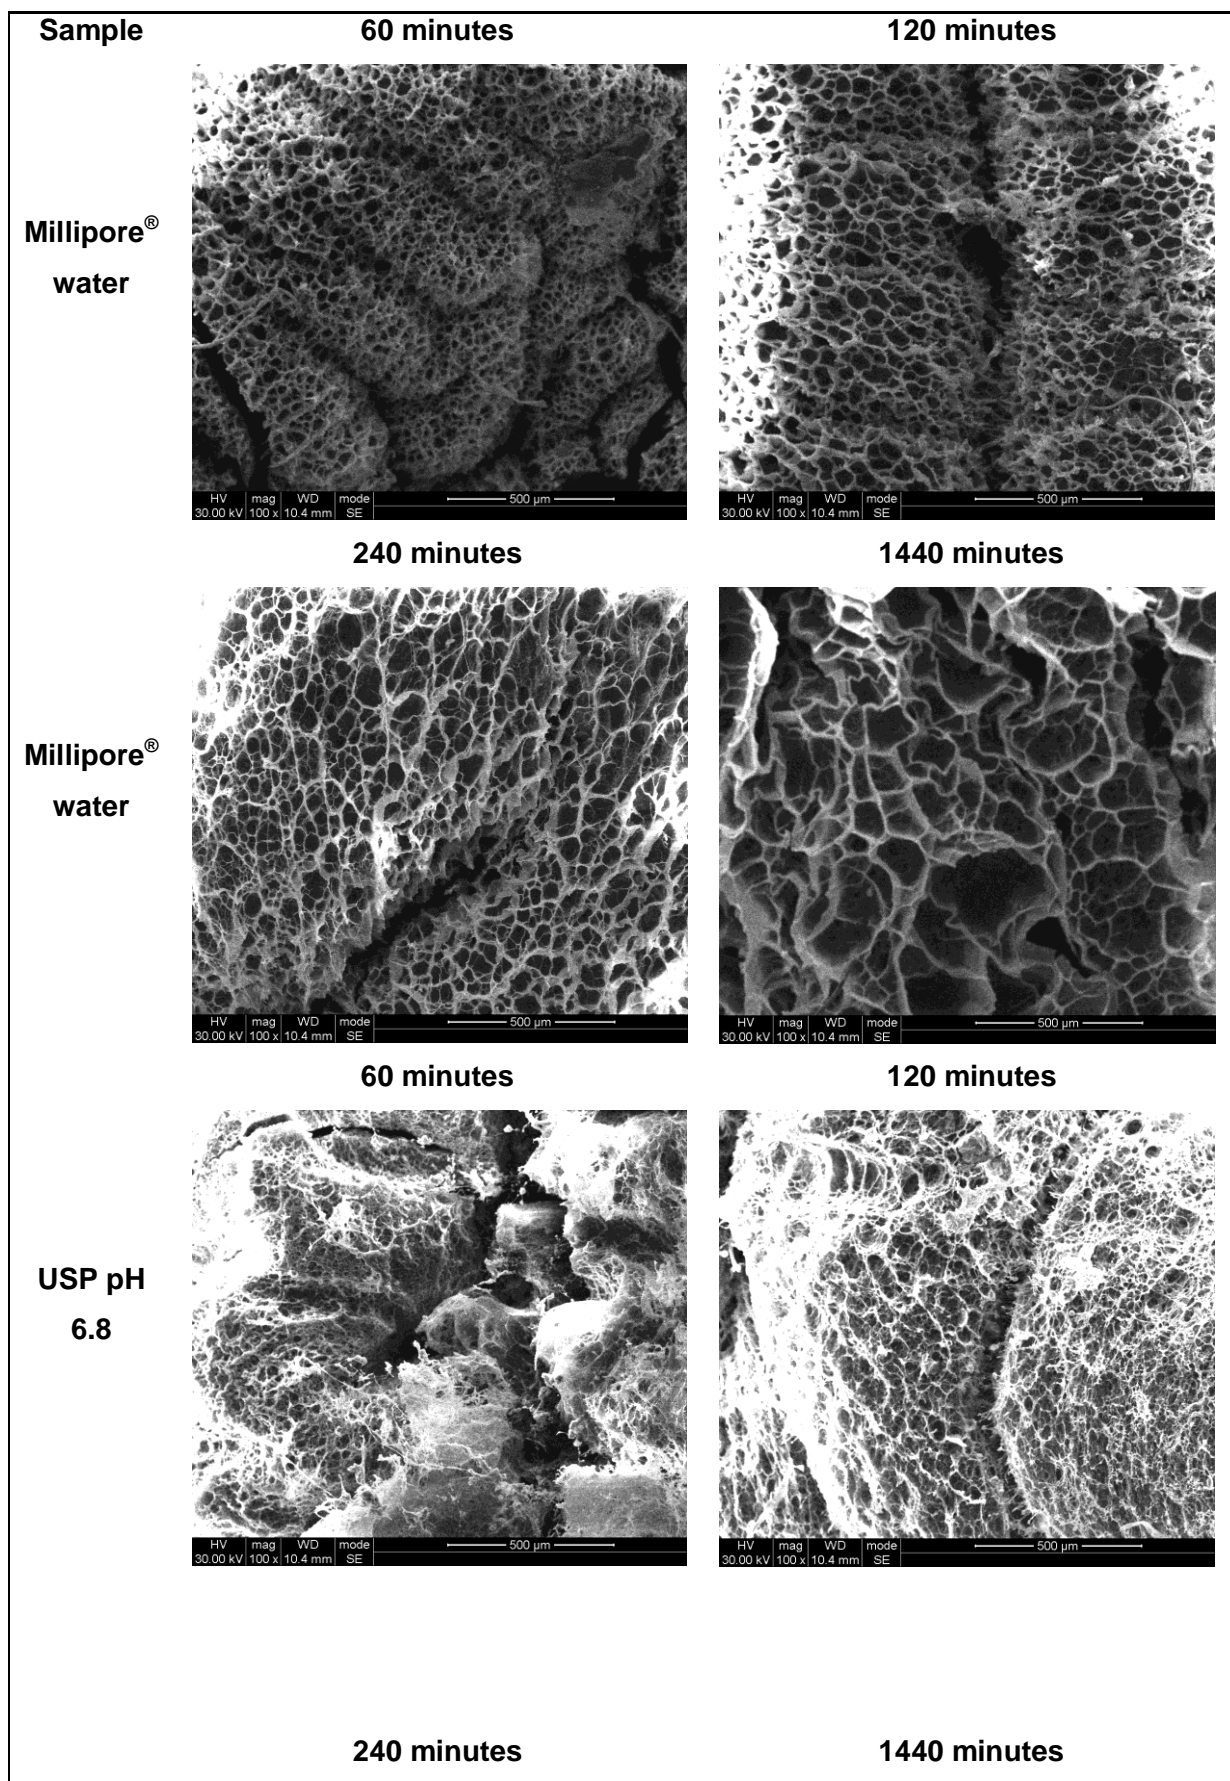 Sample 60 minutes 120 minutes
Millipore®
water
HV mag WD mode 500 µm
30.00 kV 100 x 10.4 mm SE
HV mag WD mode 500 µm
30.00 kV 100 x 10.4 mm SE
240 minutes 1440 minutes
Millipore®
water
HV mag WD mode 500 µm
30.00 kV 100 x 10.4 mm SE
HV mag WD mode 500 µm
30.00 kV 100 x 10.4 mm SE
60 minutes 120 minutes
USP pH
6.8
HV mag WD mode 500 µm
30.00 kV 100 x 10.4 mm SE
HV mag WD mode 500 µm
30.00 kV 100 x 10.4 mm SE
240 minutes 1440 minutes